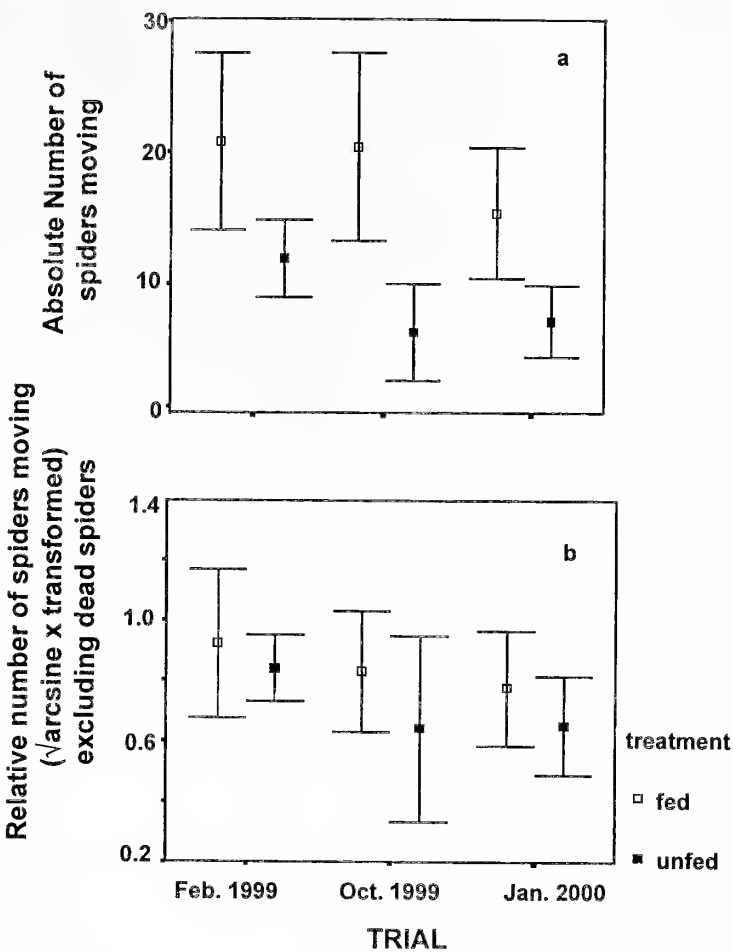 30
20
10
0
Absolute Number of
spiders moving
a
1.4
1.0
0.6
0.2
Relative number of spiders moving
(√arcsine x transformed)
excluding dead spiders
b
treatment
fed
unfed
Feb. 1999
Oct. 1999
Jan. 2000
TRIAL